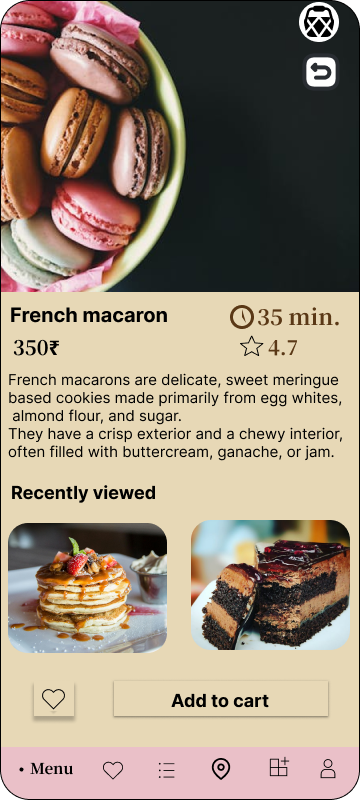 French macaron
35 min.
350₹
4.7
French macarons are delicate, sweet meringue
based cookies made primarily from egg whites,
almond flour, and sugar.
They have a crisp exterior and a chewy interior,
often filled with buttercream, ganache, or jam.
Recently viewed
Add to cart
• Menu